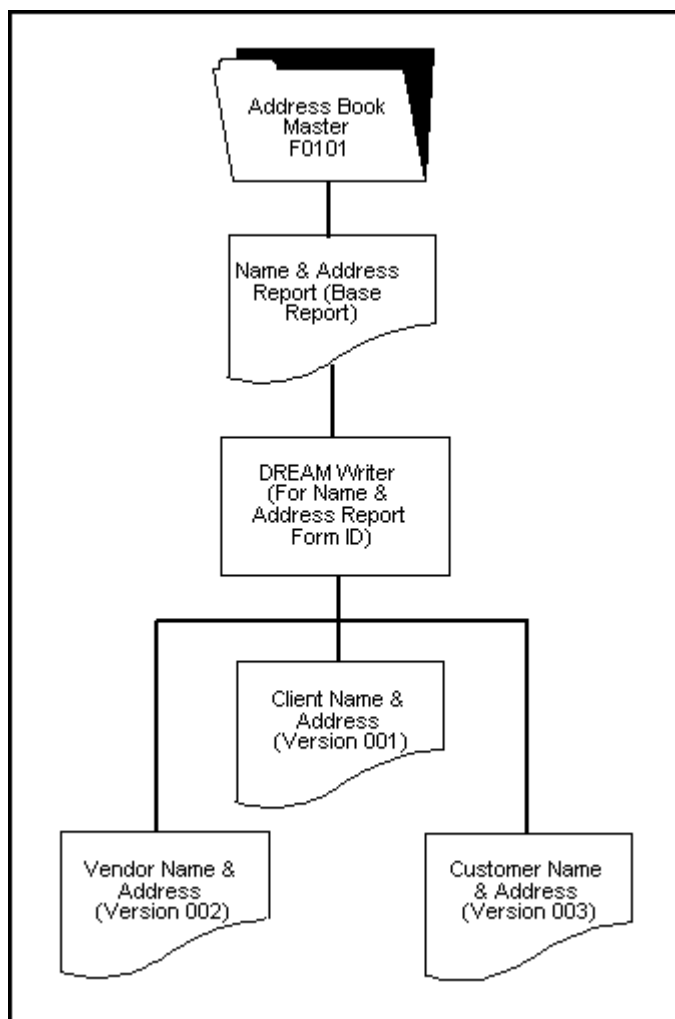 Address Book
Master
F0101
Name & Address
Report (Base
Report)
DREAM Writer
(For Name &
Address Report
Form ID)
Client Name &
Address
(Version 001)
Vendor Name &
Address
(Version 002)
Customer Name
& Address
(Version 003)